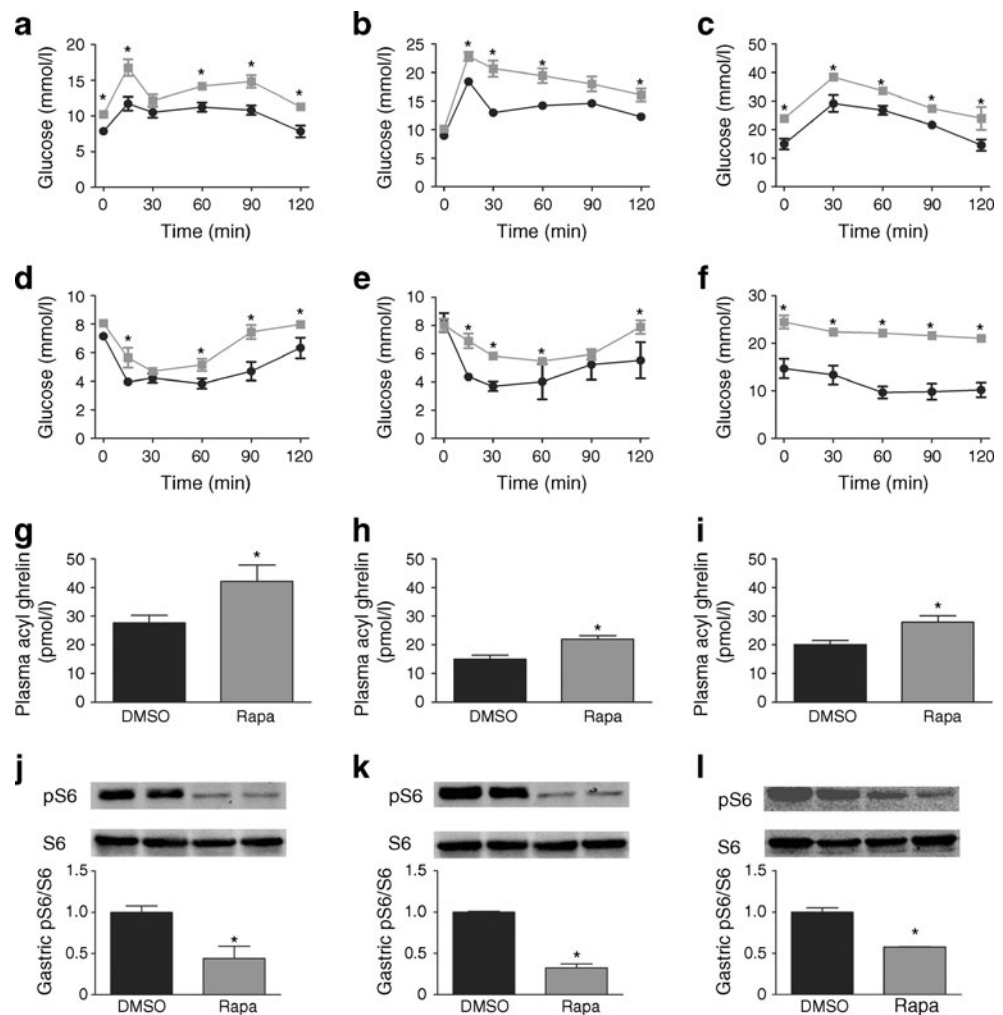 a
Glucose (mmol/l)
20
15
10
5
0
*
*
*
*
*
0 30 60 90 120
Time (min)
b
Glucose (mmol/l)
25
20
15
10
5
0
*
*
*
*
*
0 30 60 90 120
Time (min)
c
Glucose (mmol/l)
50
40
30
20
10
0
*
*
*
*
*
0 30 60 90 120
Time (min)
d
Glucose (mmol/l)
10
8
6
4
2
0
*
*
*
*
0 30 60 90 120
Time (min)
e
Glucose (mmol/l)
10
8
6
4
2
0
*
*
*
*
0 30 60 90 120
Time (min)
f
Glucose (mmol/l)
30
20
10
0
*
*
*
*
*
0 30 60 90 120
Time (min)
g
Plasma acyl ghrelin
(pmol/l)
50
40
30
20
10
0
*
DMSO Rapa
h
Plasma acyl ghrelin
(pmol/l)
50
40
30
20
10
0
*
DMSO Rapa
i
Plasma acyl ghrelin
(pmol/l)
50
40
30
20
10
0
*
DMSO Rapa
j
pS6
S6
Gastric pS6/S6
1.5
1.0
0.5
0
*
DMSO Rapa
k
pS6
S6
Gastric pS6/S6
1.5
1.0
0.5
0
*
DMSO Rapa
l
pS6
S6
Gastric pS6/S6
1.5
1.0
0.5
0
*
DMSO Rapa